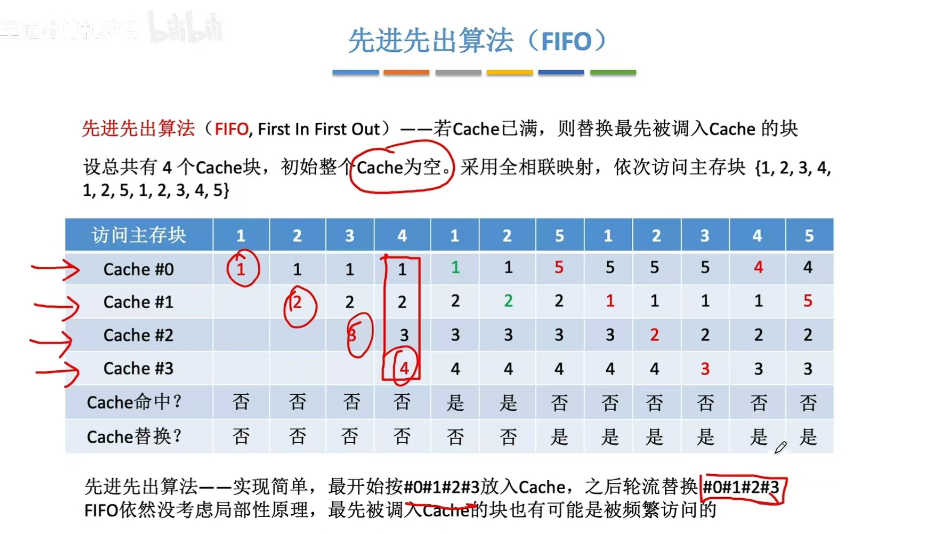 bilibili
先进先出算法（FIFO）
先进先出算法（FIFO, First In First Out）——若Cache已满，则替换最先被调入Cache 的块
设总共有 4 个Cache块，初始整个Cache为空。采用全相联映射，依次访问主存块 {1, 2, 3, 4,
1, 2, 5, 1, 2, 3, 4, 5}
访问主存块 1 2 3 4 1 2 5 1 2 3 4 5
Cache #0 1 1 1 1 1 1 5 5 5 5 4 4
Cache #1 2 2 2 2 2 2 1 1 1 1 5
Cache #2 3 3 3 3 3 3 2 2 2 2
Cache #3 4 4 4 4 4 4 3 3 3
Cache命中？ 否 否 否 否 是 是 否 否 否 否 否 否
Cache替换？ 否 否 否 否 否 否 是 是 是 是 是 是
先进先出算法——实现简单，最开始按#0#1#2#3放入Cache，之后轮流替换 #0#1#2#3
FIFO依然没考虑局部性原理，最先被调入Cache的块也有可能是被频繁访问的